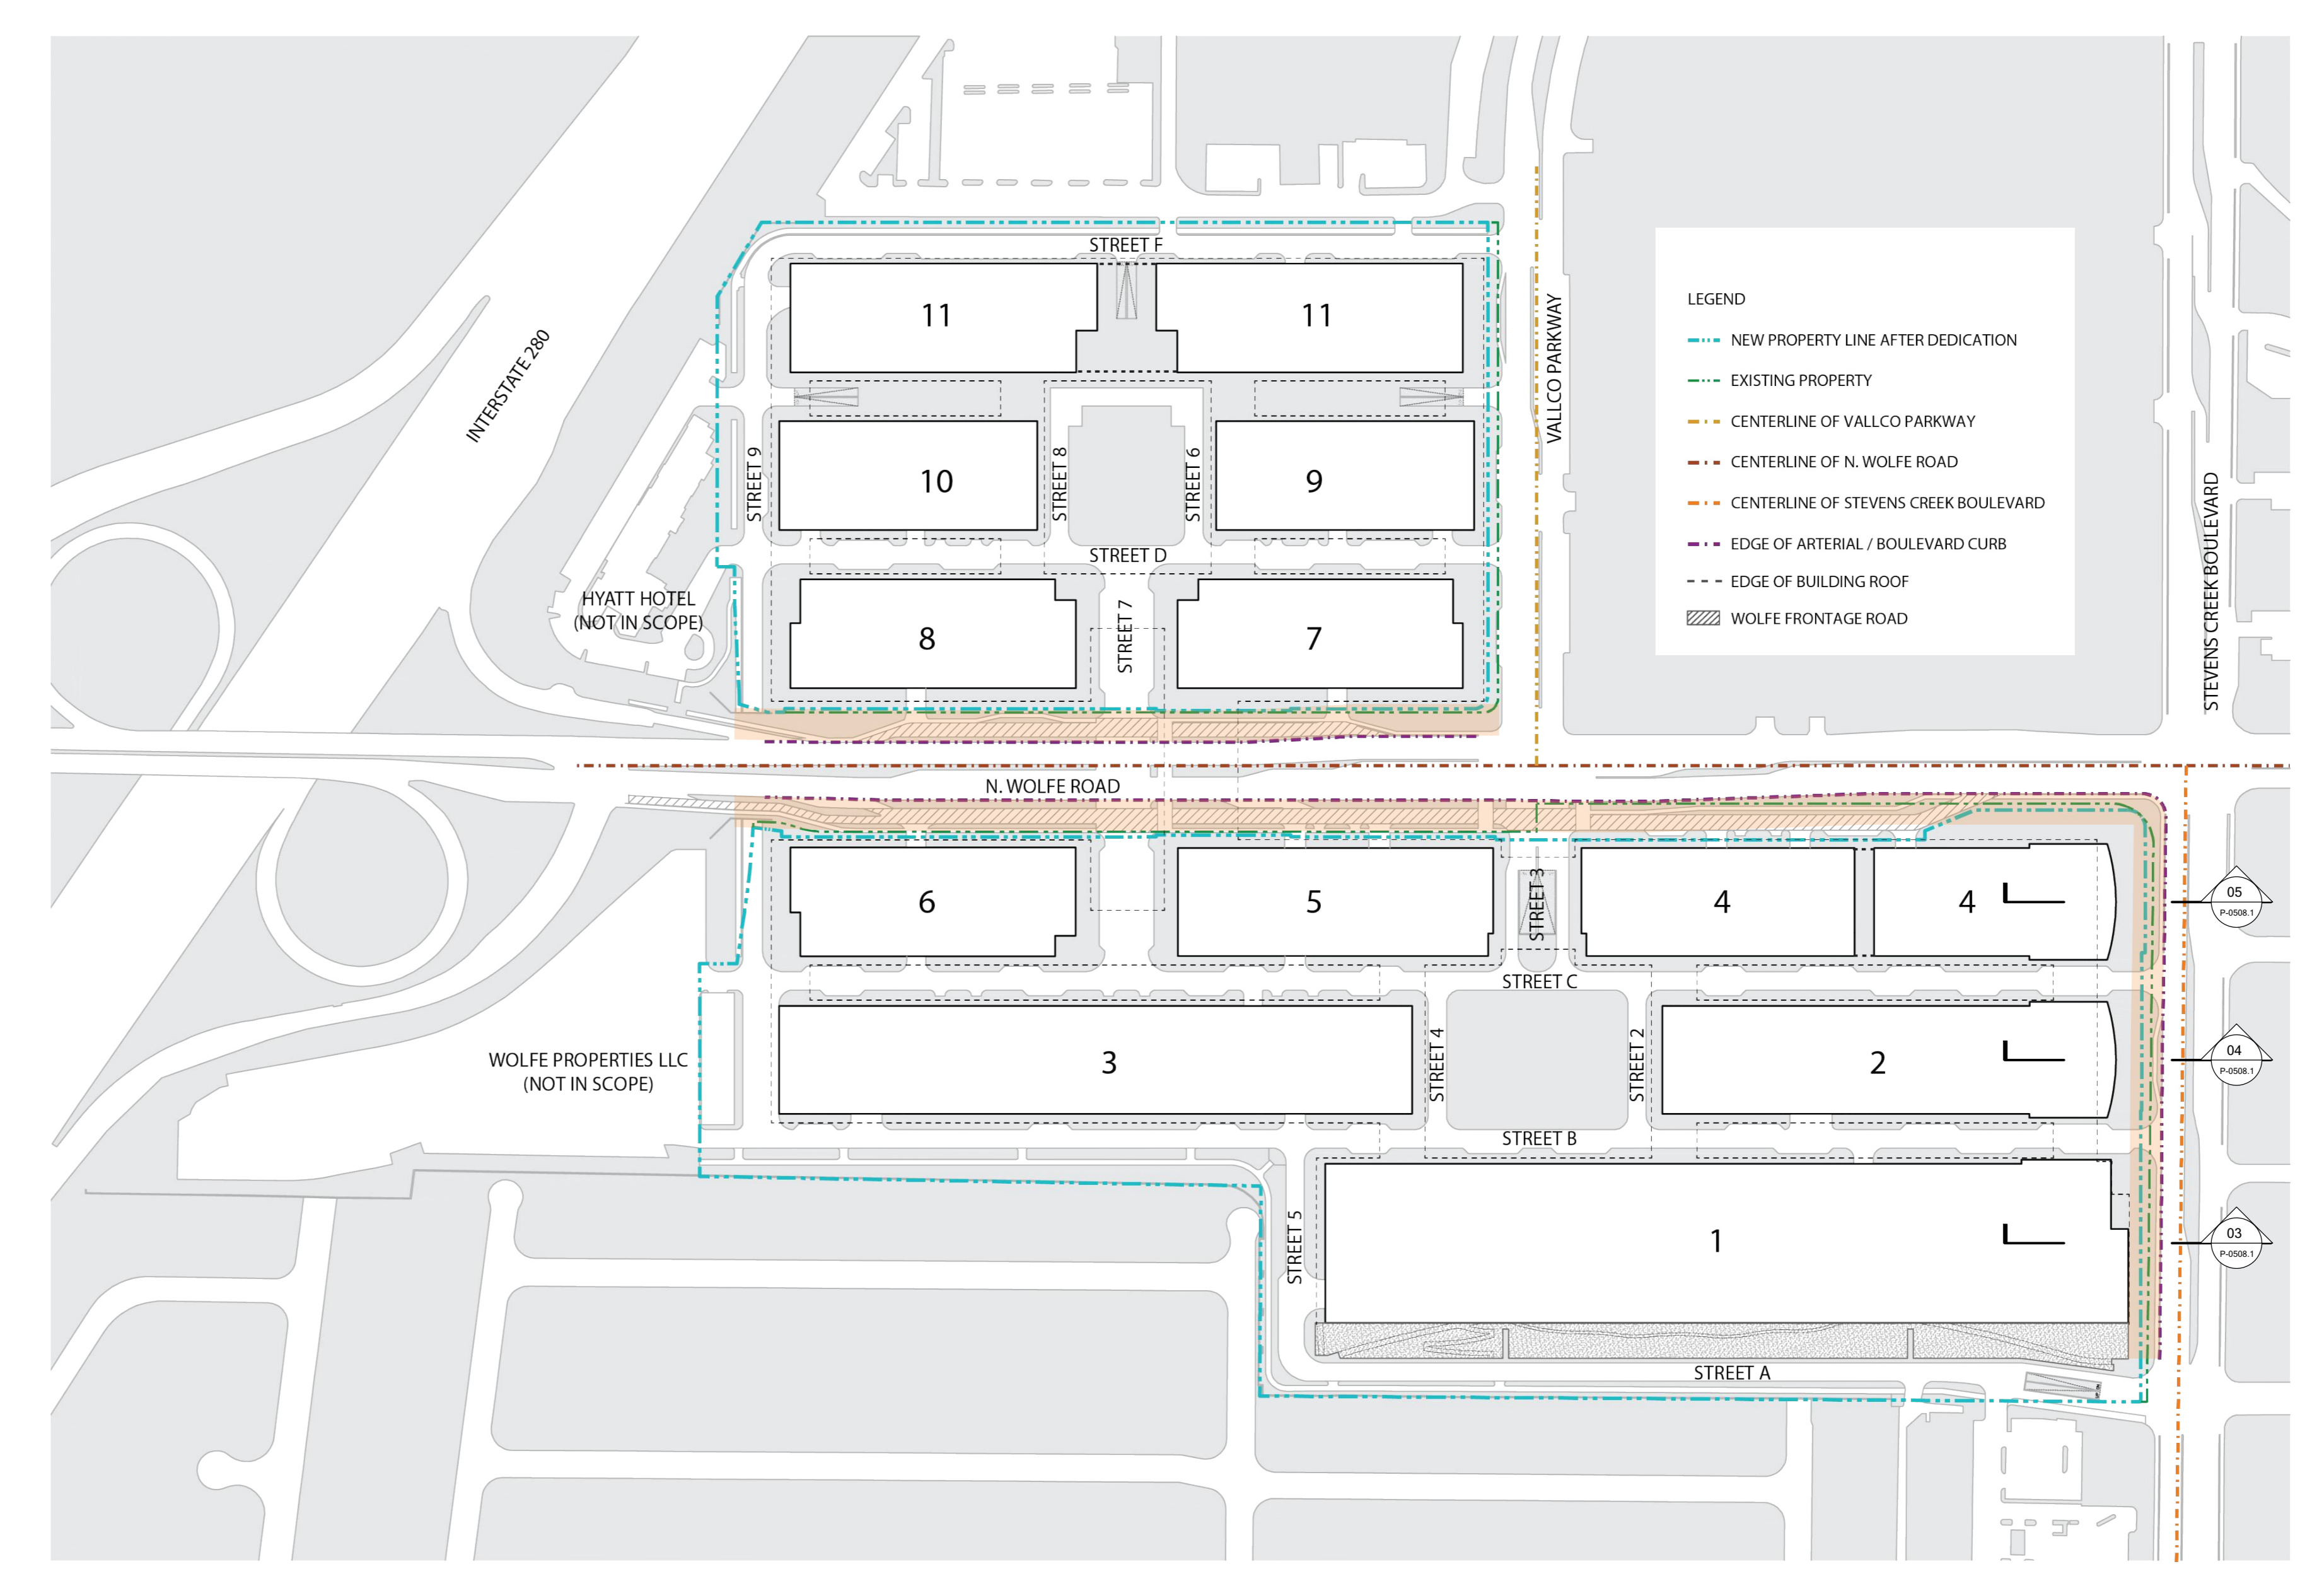 STREET F
11
11
INTERSTATE 280
VALLCO PARKWAY
LEGEND
NEW PROPERTY LINE AFTER DEDICATION
EXISTING PROPERTY
CENTERLINE OF VALLCO PARKWAY
CENTERLINE OF N. WOLFE ROAD
CENTERLINE OF STEVENS CREEK BOULEVARD
EDGE OF ARTERIAL / BOULEVARD CURB
EDGE OF BUILDING ROOF
WOLFE FRONTAGE ROAD
STEVENS CREEK BOULEVARD
STREET 9
10
STREET 8
STREET 6
9
STREET D
HYATT HOTEL
(NOT IN SCOPE)
8
STREET 7
7
N. WOLFE ROAD
6
5
STREET 3
4
4
05
P-0508.1
STREET C
WOLFE PROPERTIES LLC
(NOT IN SCOPE)
3
STREET 4
STREET 2
2
04
P-0508.1
STREET B
STREET 5
1
03
P-0508.1
STREET A